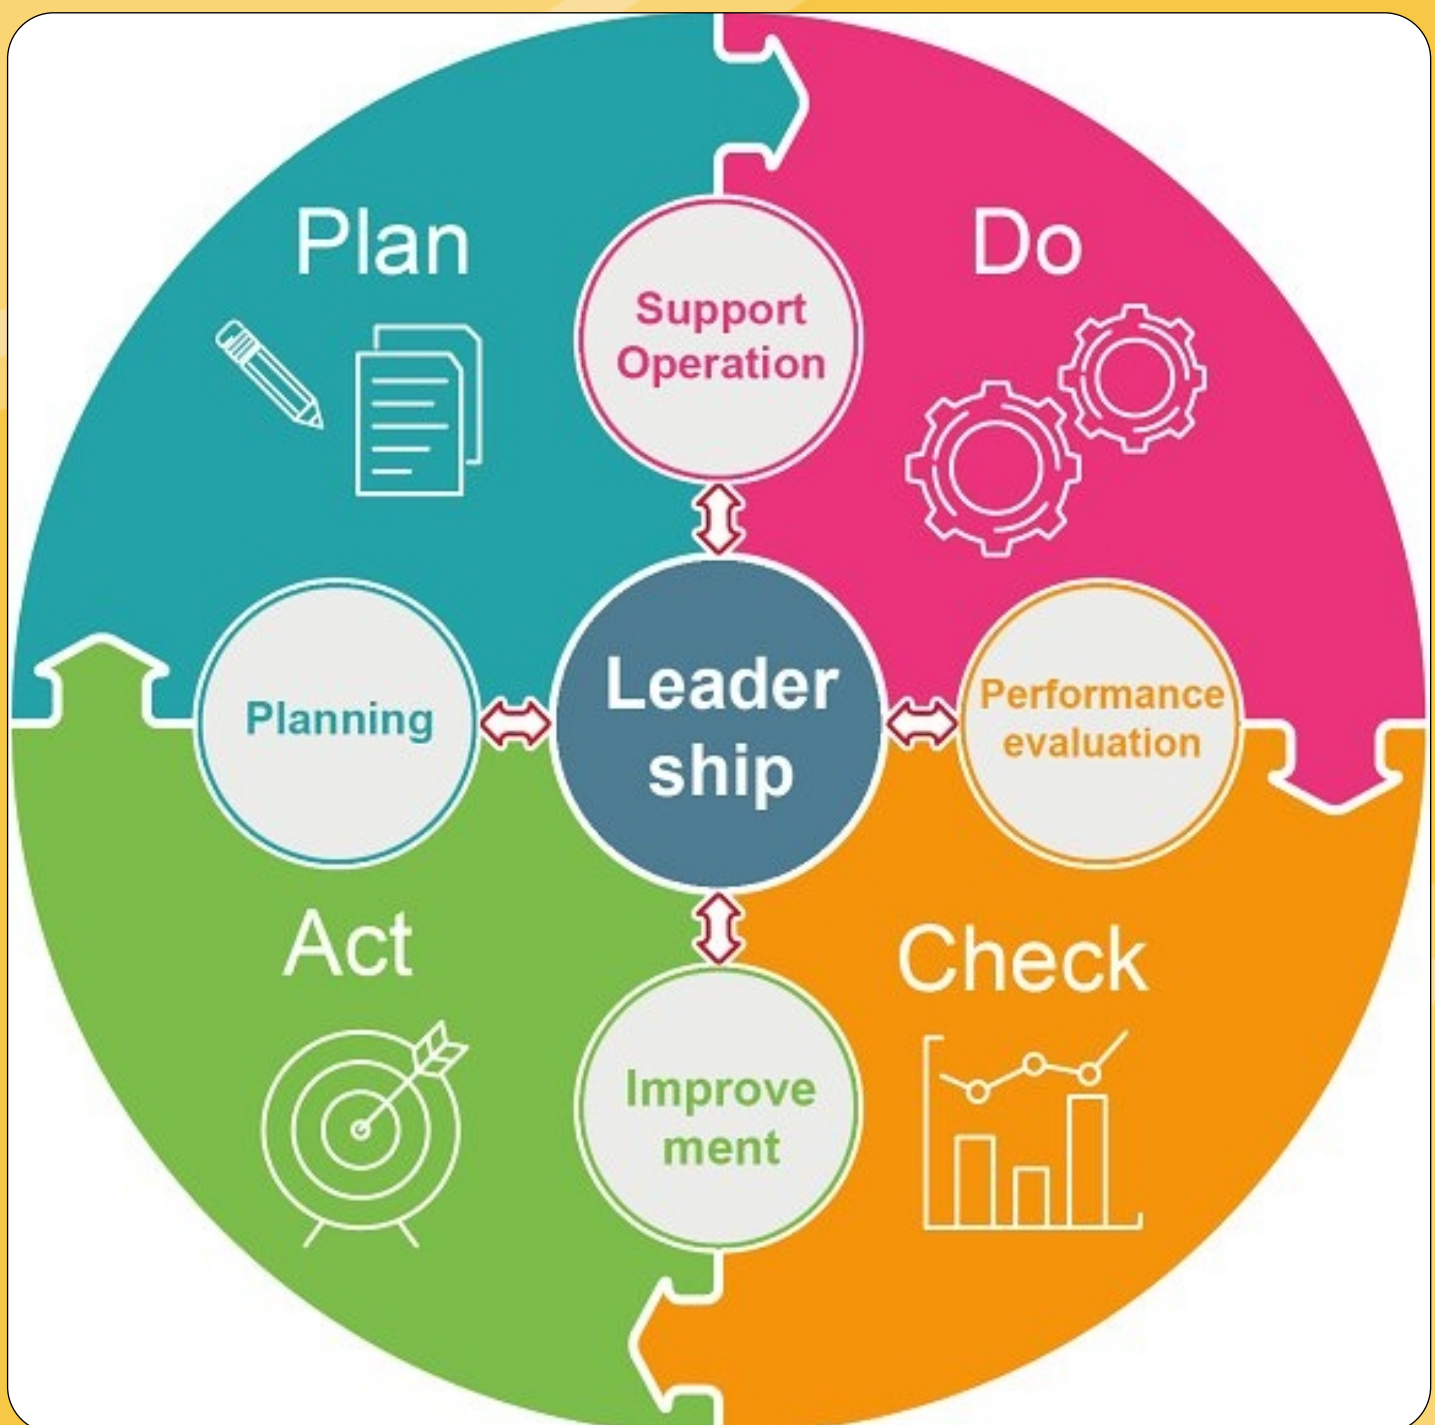 Plan
Do
Support
Operation
Planning
Leader
ship
Performance
evaluation
Act
Check
Improve
ment